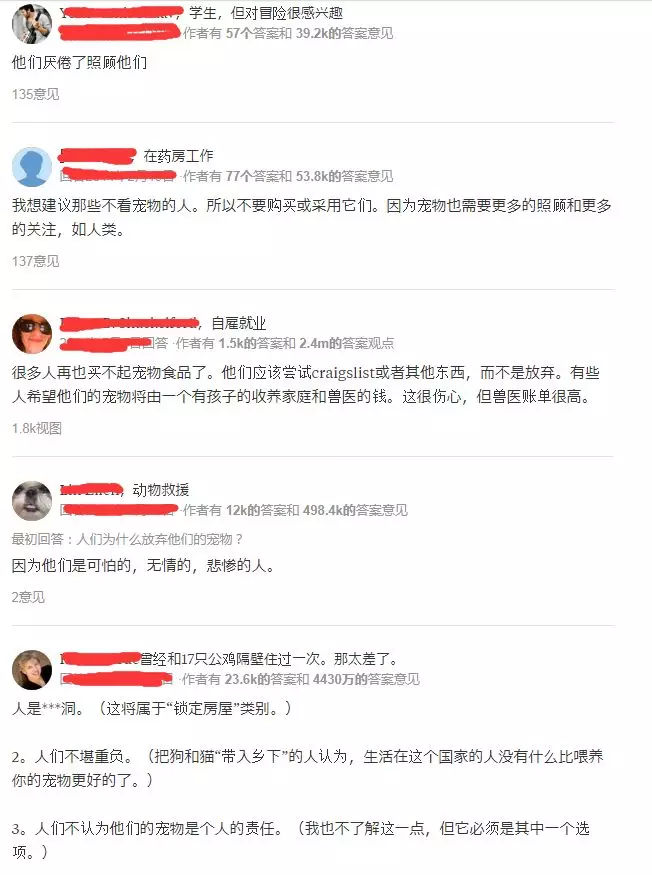 ，学生，但对冒险很感兴趣
·作者有 57个答案和 39.2k的答案意见
他们厌倦了照顾他们
135意见
，在药房工作
·作者有 77个答案和 53.8k的答案意见
我想建议那些不看宠物的人。所以不要购买或采用它们。因为宠物也需要更多的照顾和更多
的关注，如人类。
137意见
，自雇就业
日回答 ·作者有 1.5k的答案和 2.4m的答案观点
很多人再也买不起宠物食品了。他们应该尝试craigslist或者其他东西，而不是放弃。有些
人希望他们的宠物将由一个有孩子的收养家庭和兽医的钱。这很伤心，但兽医账单很高。
1.8k视图
，动物救援
·作者有 12k的答案和 498.4k的答案意见
最初回答：人们为什么放弃他们的宠物？
因为他们是可怕的，无情的，悲惨的人。
2意见
曾经和17只公鸡隔壁住过一次。那太差了。
·作者有 23.6k的答案和 4430万的答案意见
人是***洞。（这将属于“锁定房屋”类别。）
2。人们不堪重负。（把狗和猫“带入乡下”的人认为，生活在这个国家的人没有什么比喂养
你的宠物更好的了。）
3。人们不认为他们的宠物是个人的责任。（我也不了解这一点，但它必须是其中一个选
项。）